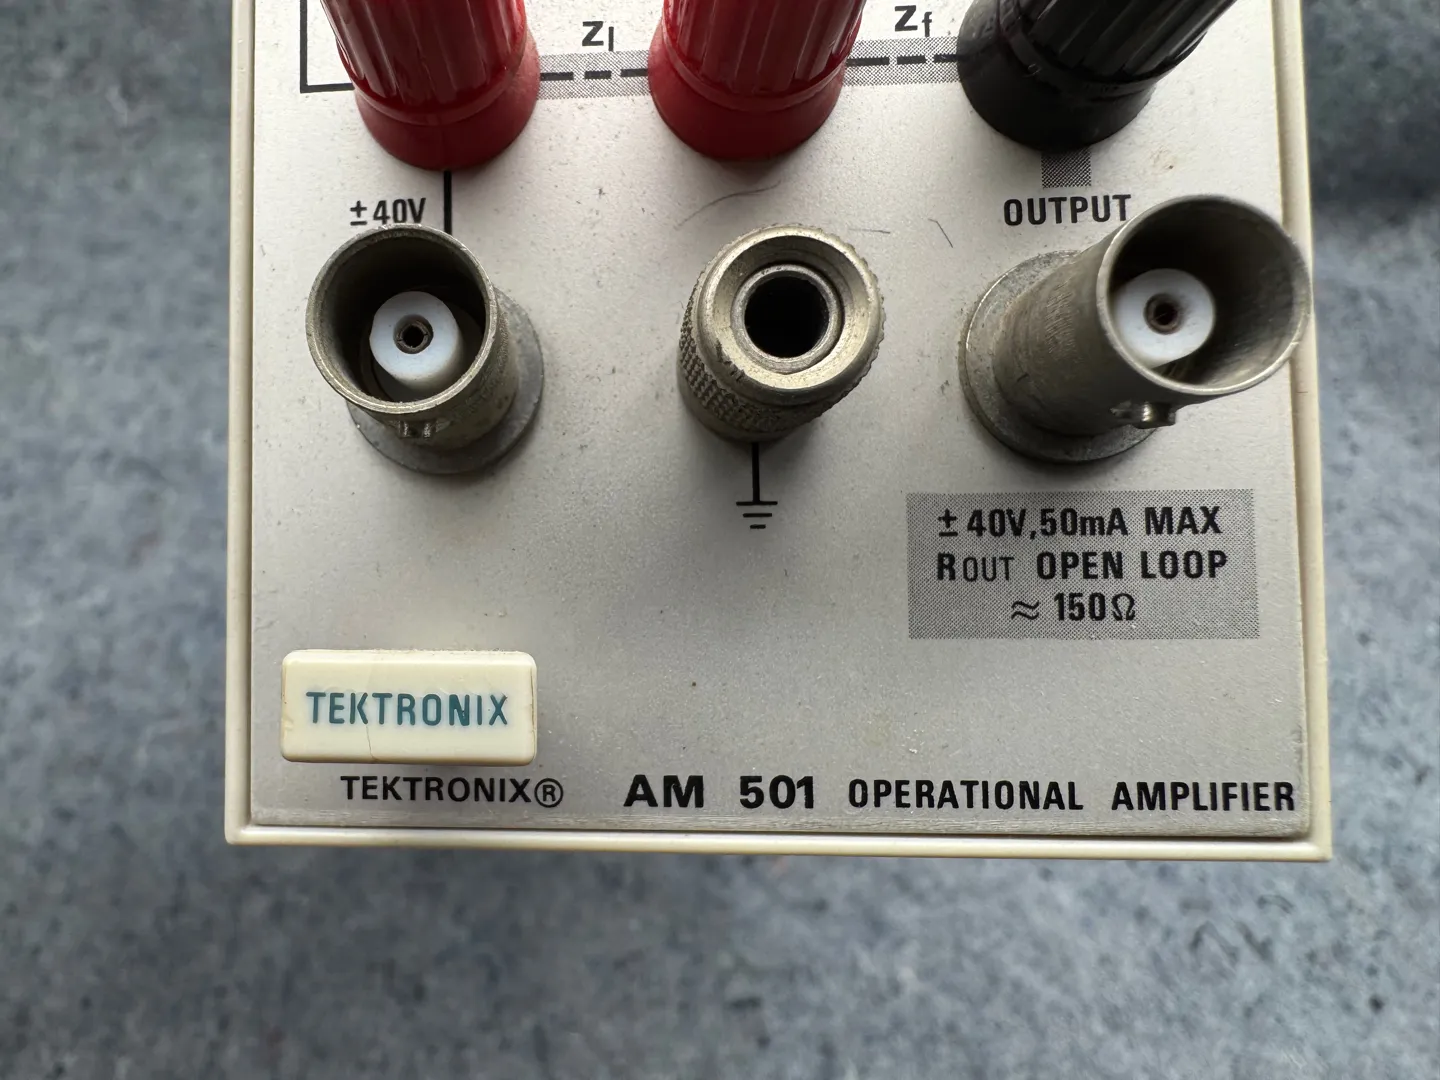 Zi
Zf
±40V
OUTPUT
±40V,50mA MAX
ROUT OPEN LOOP
≈150Ω
TEKTRONIX
TEKTRONIX® AM 501 OPERATIONAL AMPLIFIER